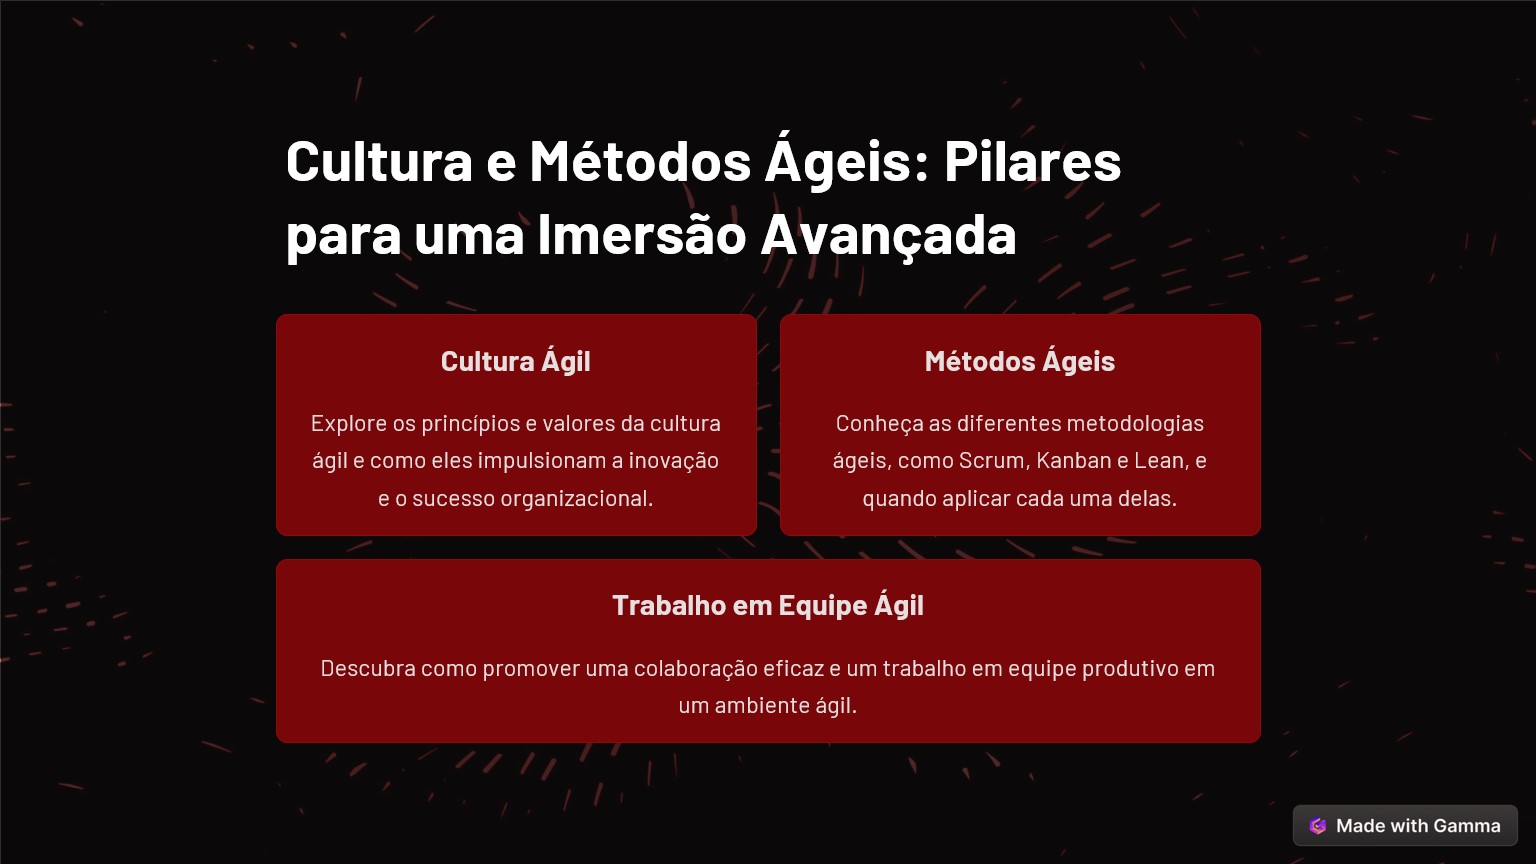 Cultura e Métodos Ágeis: Pilares
para uma Imersão Avançada
Cultura Ágil
Explore os princípios e valores da cultura
ágil e como eles impulsionam a inovação
e o sucesso organizacional.
Métodos Ágeis
Conheça as diferentes metodologias
ágeis, como Scrum, Kanban e Lean, e
quando aplicar cada uma delas.
Trabalho em Equipe Ágil
Descubra como promover uma colaboração eficaz e um trabalho em equipe produtivo em
um ambiente ágil.
Made with Gamma